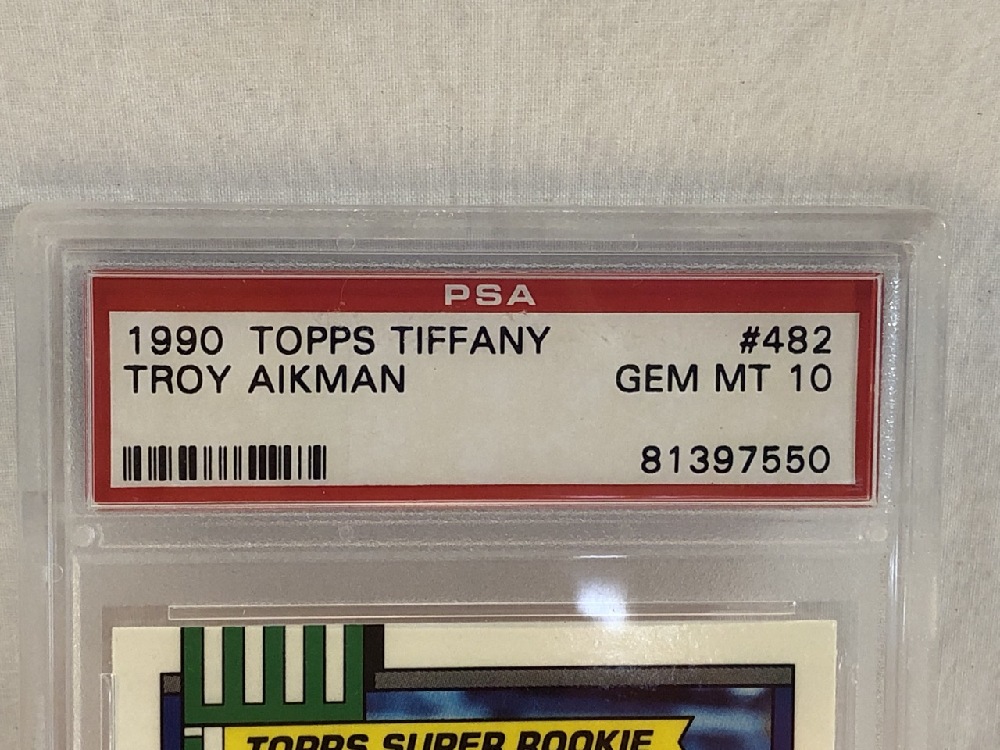 PSA
1990 TOPPS TIFFANY #482
TROY AIKMAN GEM MT 10
81397550
TOPPS SUPER ROOKIE